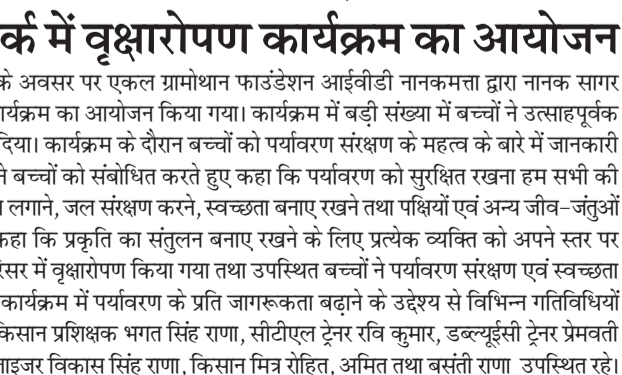 र्क में वृक्षारोपण कार्यक्रम का आयोजन
के अवसर पर एकल ग्रामोथान फाउंडेशन आईवीडी नानकमत्ता द्वारा नानक सागर
ार्यक्रम का आयोजन किया गया। कार्यक्रम में बड़ी संख्या में बच्चों ने उत्साहपूर्वक
दिया। कार्यक्रम के दौरान बच्चों को पर्यावरण संरक्षण के महत्व के बारे में जानकारी
ने बच्चों को संबोधित करते हुए कहा कि पर्यावरण को सुरक्षित रखना हम सभी की
लगाने, जल संरक्षण करने, स्वच्छता बनाए रखने तथा पक्षियों एवं अन्य जीव-जंतुओं
कहा कि प्रकृति का संतुलन बनाए रखने के लिए प्रत्येक व्यक्ति को अपने स्तर पर
रिसर में वृक्षारोपण किया गया तथा उपस्थित बच्चों ने पर्यावरण संरक्षण एवं स्वच्छता
कार्यक्रम में पर्यावरण के प्रति जागरूकता बढ़ाने के उद्देश्य से विभिन्न गतिविधियों
किसान प्रशिक्षक भगत सिंह राणा, सीटीएल ट्रेनर रवि कुमार, डब्ल्यूईसी ट्रेनर प्रेमवती
ाइजर विकास सिंह राणा, किसान मित्र रोहित, अमित तथा बसंती राणा उपस्थित रहे।